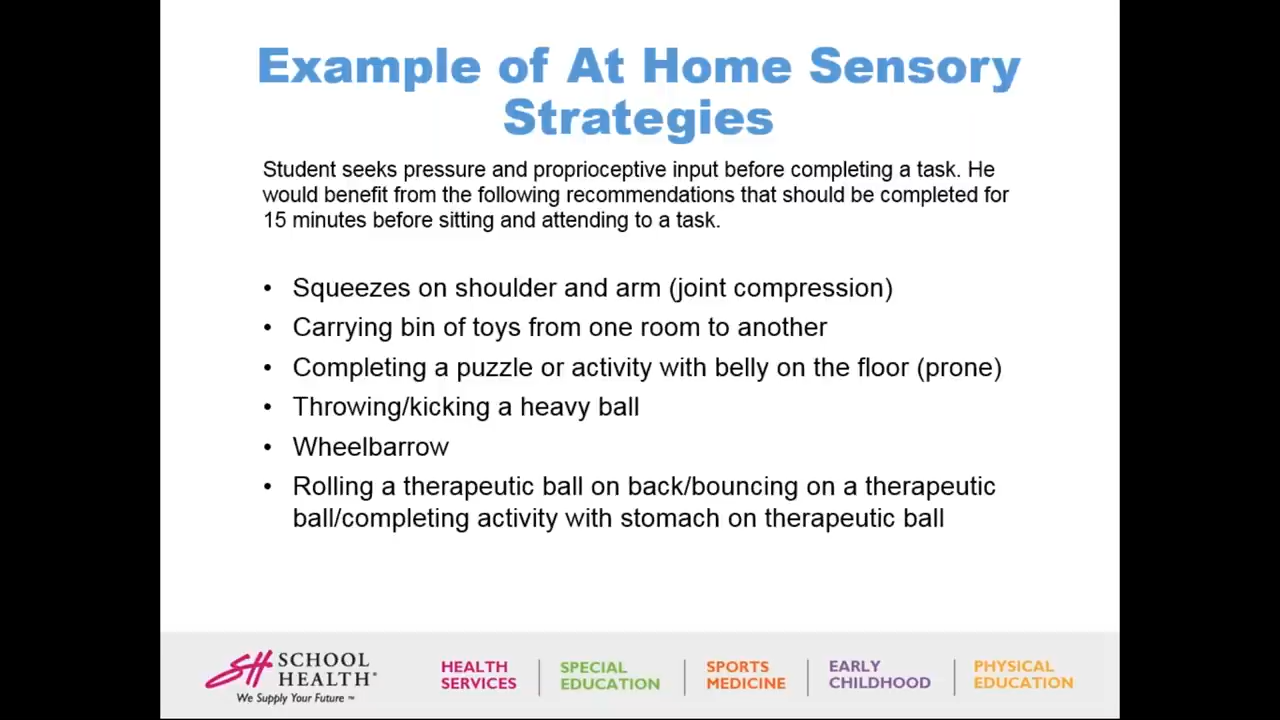 Example of At Home Sensory
Strategies
Student seeks pressure and proprioceptive input before completing a task. He
would benefit from the following recommendations that should be completed for
15 minutes before sitting and attending to a task.
• Squeezes on shoulder and arm (joint compression)
• Carrying bin of toys from one room to another
• Completing a puzzle or activity with belly on the floor (prone)
• Throwing/kicking a heavy ball
• Wheelbarrow
• Rolling a therapeutic ball on back/bouncing on a therapeutic
ball/completing activity with stomach on therapeutic ball
SH SCHOOL
HEALTH®
We Supply Your Future™
HEALTH
SERVICES
SPECIAL
EDUCATION
SPORTS
MEDICINE
EARLY
CHILDHOOD
PHYSICAL
EDUCATION